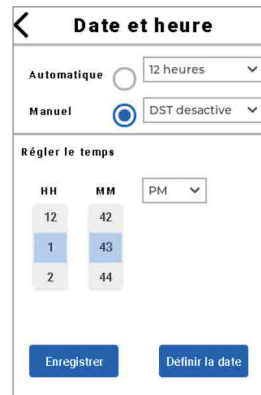 Date et heure
Automatique 12 heures
Manuel DST desactive
Régler le temps
HH MM PM
12 42
1 43
2 44
Enregistrer Définir la date